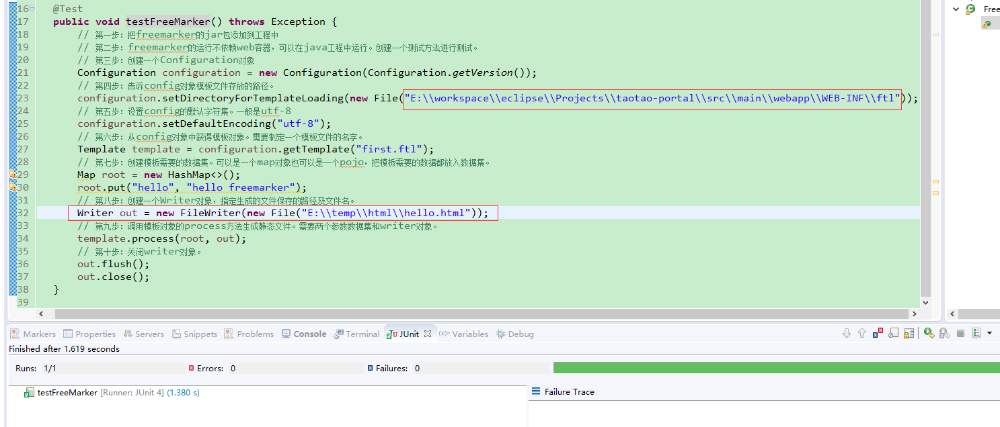 16 @Test
Free
17 public void testFreeMarker() throws Exception {
18 // 第一步：把freemarker的jar包添加到工程中
19 // 第二步：freemarker的运行不依赖web容器，可以在java工程中运行。创建一个测试方法进行测试。
20 // 第三步：创建一个Configuration对象
21 Configuration configuration = new Configuration(Configuration.getVersion());
22 // 第四步：告诉config对象模板文件存放的路径。
23 configuration.setDirectoryForTemplateLoading(new File("E:\\workspace\\eclipse\\Projects\\taotao-portal\\src\\main\\webapp\\WEB-INF\\ftl"));
24 // 第五步：设置config的默认字符集。一般是utf-8
25 configuration.setDefaultEncoding("utf-8");
26 // 第六步：从config对象中获得模板对象。需要制定一个模板文件的名字。
27 Template template = configuration.getTemplate("first.ftl");
28 // 第七步：创建模板需要的数据集。可以是一个map对象也可以是一个pojo，把模板需要的数据都放入数据集。
29 Map root = new HashMap<>();
30 root.put("hello", "hello freemarker");
31 // 第八步：创建一个Writer对象，指定生成的文件保存的路径及文件名。
32 Writer out = new FileWriter(new File("E:\\temp\\html\\hello.html"));
33 // 第九步：调用模板对象的process方法生成静态文件。需要两个参数数据集和writer对象。
34 template.process(root, out);
35 // 第十步：关闭writer对象。
36 out.flush();
37 out.close();
38 }
39
Markers Properties Servers Snippets Problems Console Terminal JUnit (x)= Variables Debug
Finished after 1.619 seconds
Runs: 1/1 Errors: 0 Failures: 0
testFreeMarker [Runner: JUnit 4] (1.380 s) Failure Trace